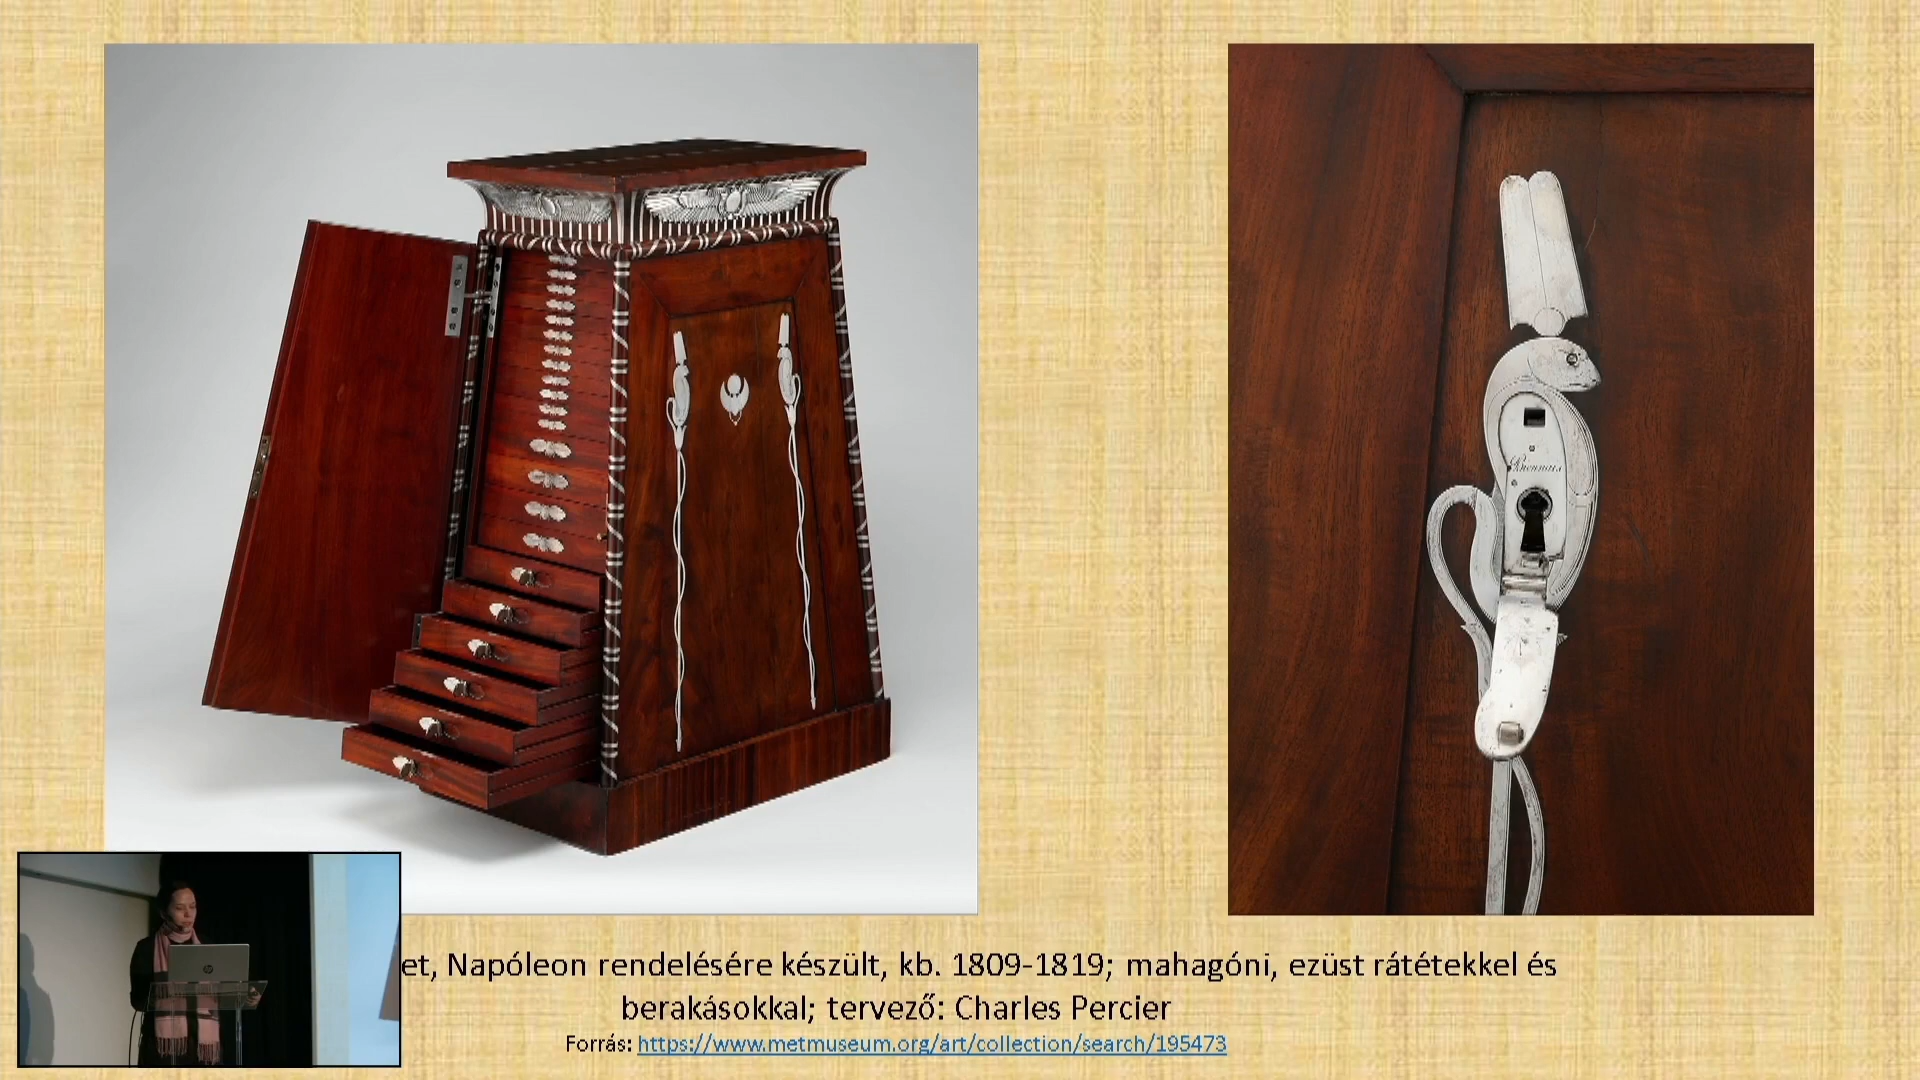 et, Napóleon rendelésére készült, kb. 1809-1819; mahagóni, ezüst rátétekkel és
berakásokkal; tervező: Charles Percier
Forrás: https://www.metmuseum.org/art/collection/search/195473